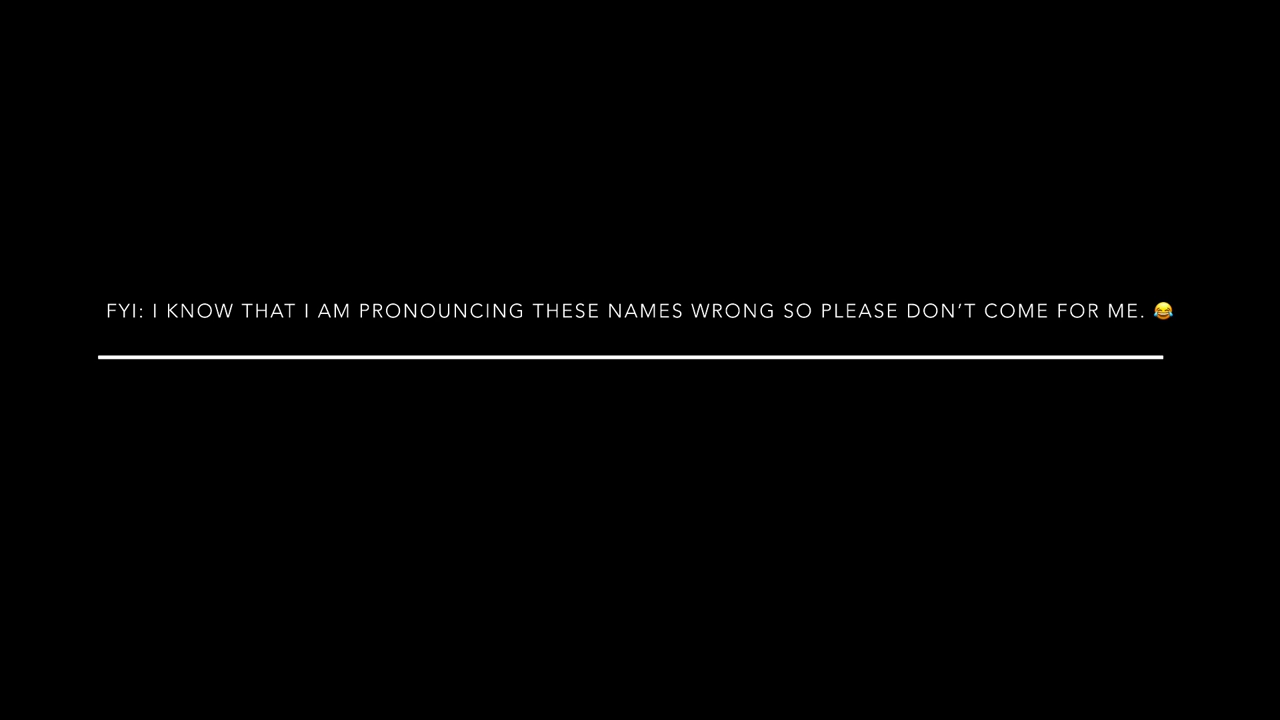 FYI: I KNOW THAT I AM PRONOUNCING THESE NAMES WRONG SO PLEASE DON’T COME FOR ME. 😂